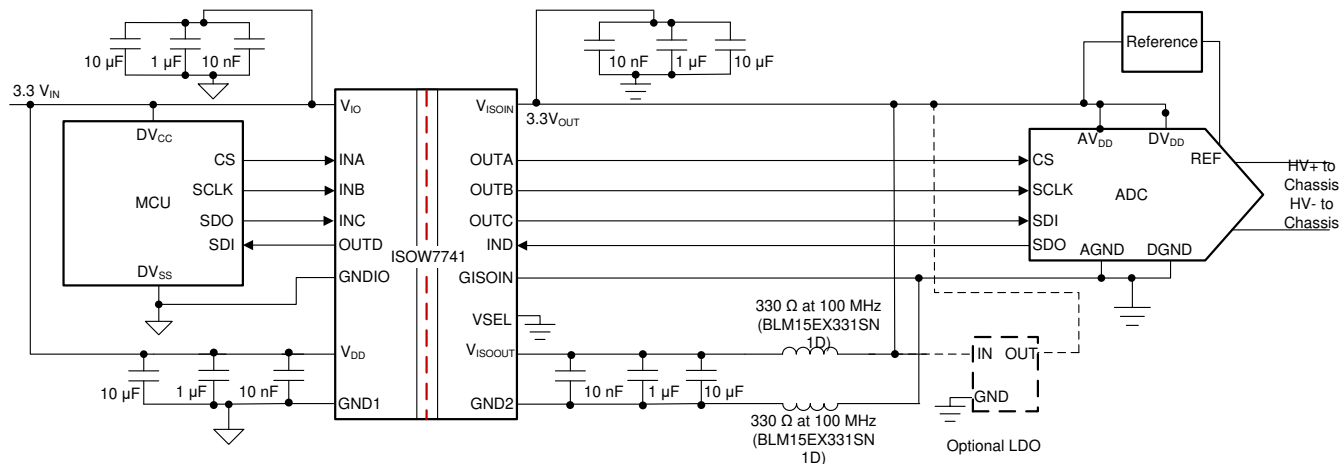 10 µF
1 µF
10 nF
10 nF
1 µF
10 µF
Reference
3.3 VIN
VIO
VISOIN
3.3VOUT
DVCC
AVDD
DVDD
REF
CS
INA
OUTA
CS
HV+ to
Chassis
HV- to
Chassis
SCLK
INB
OUTB
SCLK
MCU
ADC
SDO
INC
OUTC
SDI
SDI
OUTD
IND
SDO
ISOW7741
DVSS
GNDIO
GISOIN
AGND
DGND
VSEL
330 Ω at 100 MHz
(BLM15EX331SN
1D)
VDD
VISOOUT
IN
OUT
10 µF
1 µF
10 nF
10 nF
1 µF
10 µF
GND
GND1
GND2
330 Ω at 100 MHz
(BLM15EX331SN
1D)
Optional LDO